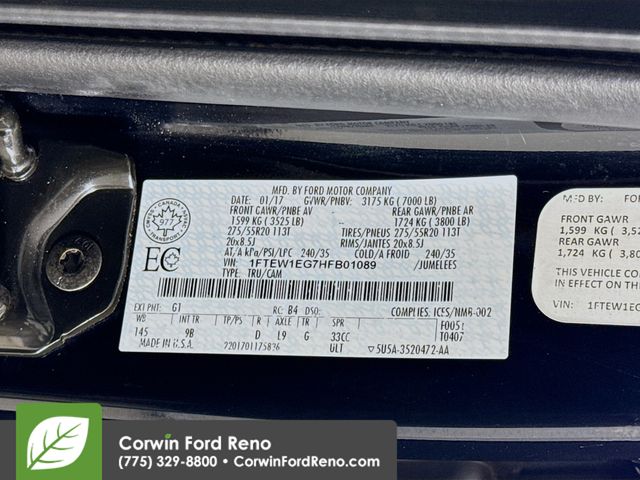 MFD. BY FORD MOTOR COMPANY
DATE: 01/17 GVWR/PNBV: 3175 KG ( 7000 LB)
FRONT GAWR/PNBE AV REAR GAWR/PNBE AR
1599 KG ( 3525 LB) 1724 KG ( 3800 LB)
275/55R20 113T TIRES/PNEUS 275/55R20 113T
20x8.5J RIMS/JANTES 20x8.5J
AT/A kPa/PSI/LPC 240/35 COLD/A FROID 240/35
VIN: 1FTEW1EG7HFB01089 /JUMELEES
TYPE: TRU/CAM
CANADA
977
EC
EXT PNT: G1 RC: B4 DSO: COMPLIES: ICES/NMB-002
WB INT TR TP/PS R AXLE TR SPR F005
145 9B D L9 G 33CC T0407
MADE IN U.S.A. 2201701175836 ULT 5U5A-3520472-AA
MFD BY: FOR
FRONT GAWR
1,599 KG ( 3,52
REAR GAWR
1,724 KG ( 3,80
THIS VEHICLE CO
IN EFFECT
VIN: 1FTEW1EG
Corwin Ford Reno
(775) 329-8800 • CorwinFordReno.com